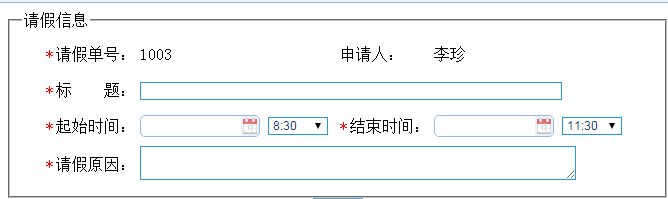 请假信息
*请假单号：1003 申请人： 李珍
*标 题：
*起始时间： 8:30 *结束时间： 11:30
*请假原因：